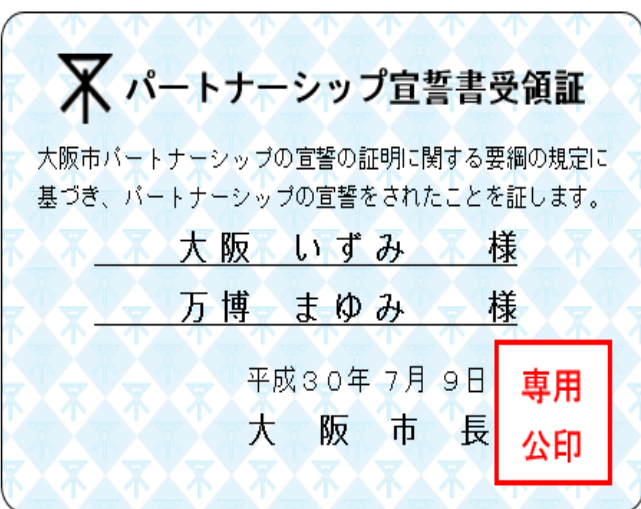 パートナーシップ宣誓書受領証
大阪市パートナーシップの宣誓の証明に関する要綱の規定に
基づき、パートナーシップの宣誓をされたことを証します。
大阪 いずみ 様
万博 まゆみ 様
平成３０年 7月 9日
大 阪 市 長
専用
公印